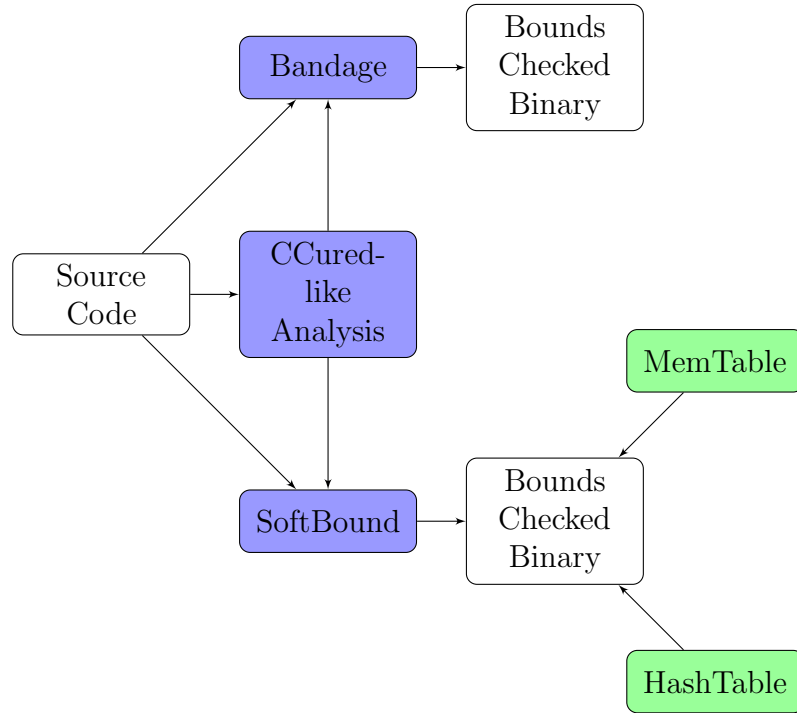 Bandage
Bounds
Checked
Binary
Source
Code
CCured-
like
Analysis
MemTable
SoftBound
Bounds
Checked
Binary
HashTable